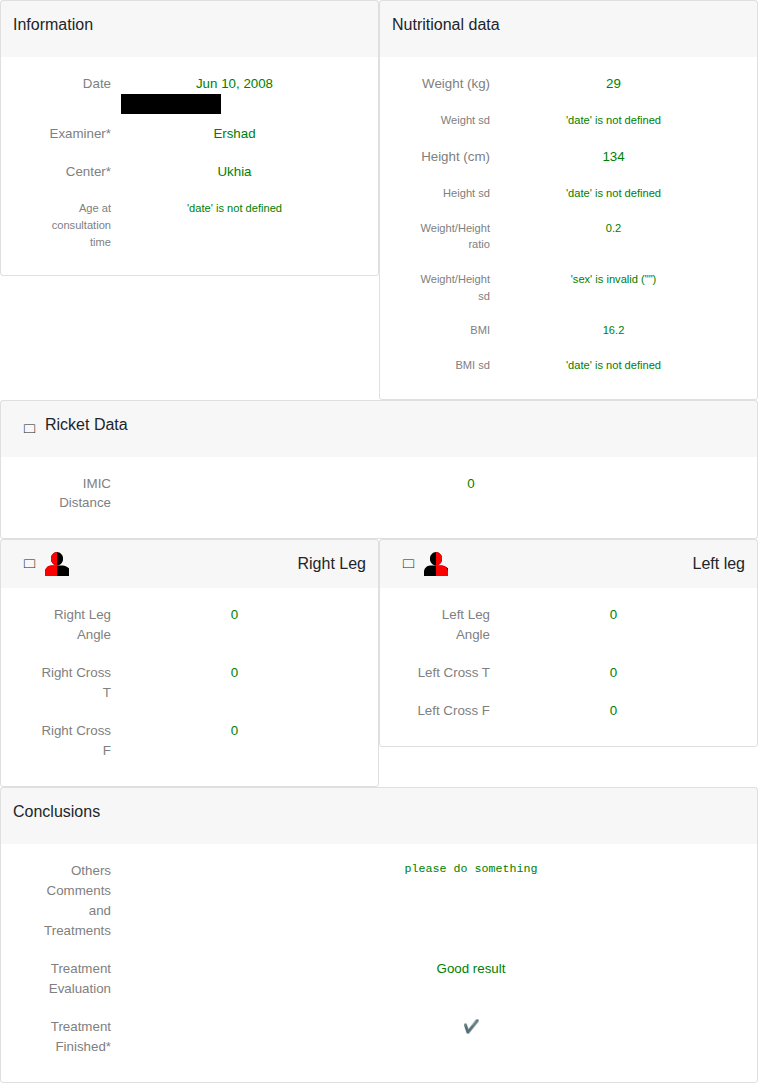 Information
Date
Jun 10, 2008
Examiner*
Ershad
Center*
Ukhia
Age at
consultation
time
'date' is not defined
Nutritional data
Weight (kg)
29
Weight sd
'date' is not defined
Height (cm)
134
Height sd
'date' is not defined
Weight/Height
ratio
0.2
Weight/Height
sd
'sex' is invalid ("")
BMI
16.2
BMI sd
'date' is not defined
Ricket Data
IMIC
Distance
0
Right Leg
Right Leg
Angle
0
Right Cross
T
0
Right Cross
F
0
Left leg
Left Leg
Angle
0
Left Cross T
0
Left Cross F
0
Conclusions
Others
Comments
and
Treatments
please do something
Treatment
Evaluation
Good result
Treatment
Finished*